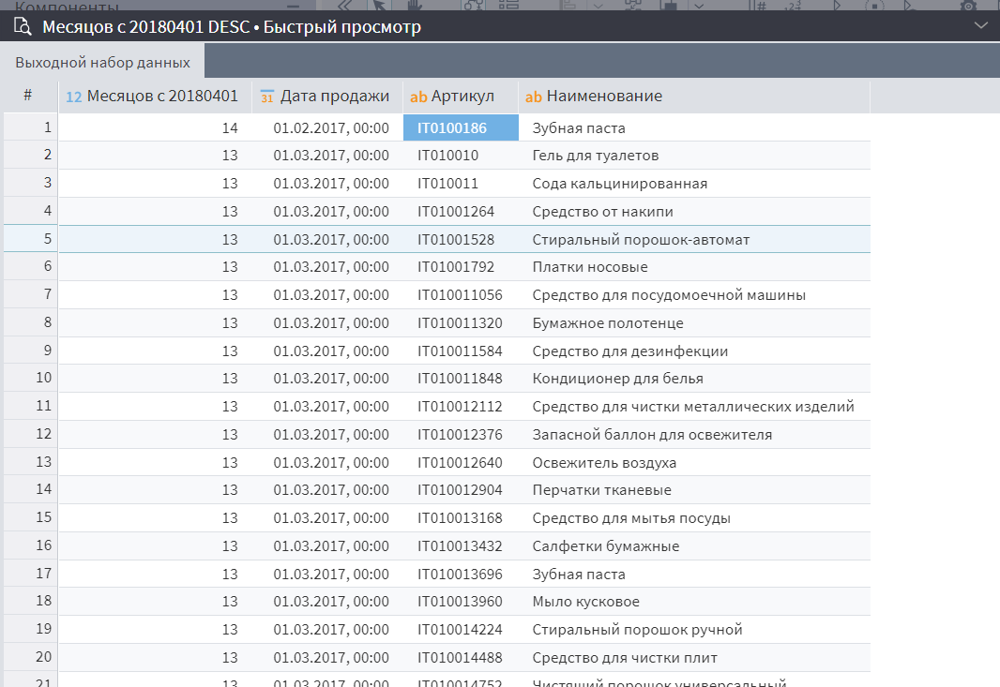 Компоненты
Месяцов с 20180401 DESC • Быстрый просмотр
Выходной набор данных
# 12 Месяцов с 20180401 31 Дата продажи ab Артикул ab Наименование
1 14 01.02.2017, 00:00 IT0100186 Зубная паста
2 13 01.03.2017, 00:00 IT010010 Гель для туалетов
3 13 01.03.2017, 00:00 IT010011 Сода кальцинированная
4 13 01.03.2017, 00:00 IT01001264 Средство от накипи
5 13 01.03.2017, 00:00 IT01001528 Стиральный порошок-автомат
6 13 01.03.2017, 00:00 IT01001792 Платки носовые
7 13 01.03.2017, 00:00 IT010011056 Средство для посудомоечной машины
8 13 01.03.2017, 00:00 IT010011320 Бумажное полотенце
9 13 01.03.2017, 00:00 IT010011584 Средство для дезинфекции
10 13 01.03.2017, 00:00 IT010011848 Кондиционер для белья
11 13 01.03.2017, 00:00 IT010012112 Средство для чистки металлических изделий
12 13 01.03.2017, 00:00 IT010012376 Запасной баллон для освежителя
13 13 01.03.2017, 00:00 IT010012640 Освежитель воздуха
14 13 01.03.2017, 00:00 IT010012904 Перчатки тканевые
15 13 01.03.2017, 00:00 IT010013168 Средство для мытья посуды
16 13 01.03.2017, 00:00 IT010013432 Салфетки бумажные
17 13 01.03.2017, 00:00 IT010013696 Зубная паста
18 13 01.03.2017, 00:00 IT010013960 Мыло кусковое
19 13 01.03.2017, 00:00 IT010014224 Стиральный порошок ручной
20 13 01.03.2017, 00:00 IT010014488 Средство для чистки плит
21 13 01.03.2017, 00:00 IT010014752 Чистящий порошок универсальный